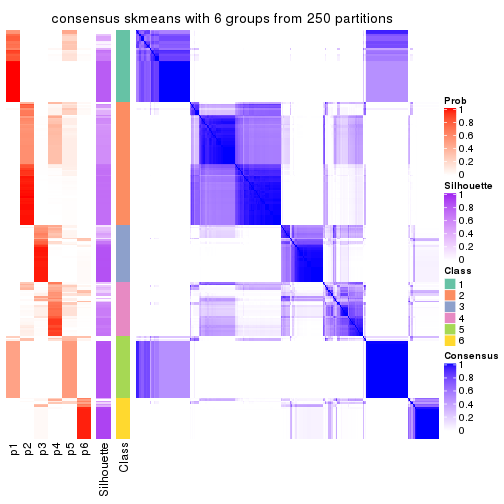 consensus skmeans with 6 groups from 250 partitions
Prob
1
0.8
0.6
0.4
0.2
0
Silhouette
1
0.8
0.6
0.4
0.2
0
Class
1
2
3
4
5
6
Consensus
1
0.8
0.6
0.4
0.2
0
p1
p2
p3
p4
p5
p6
Silhouette
Class